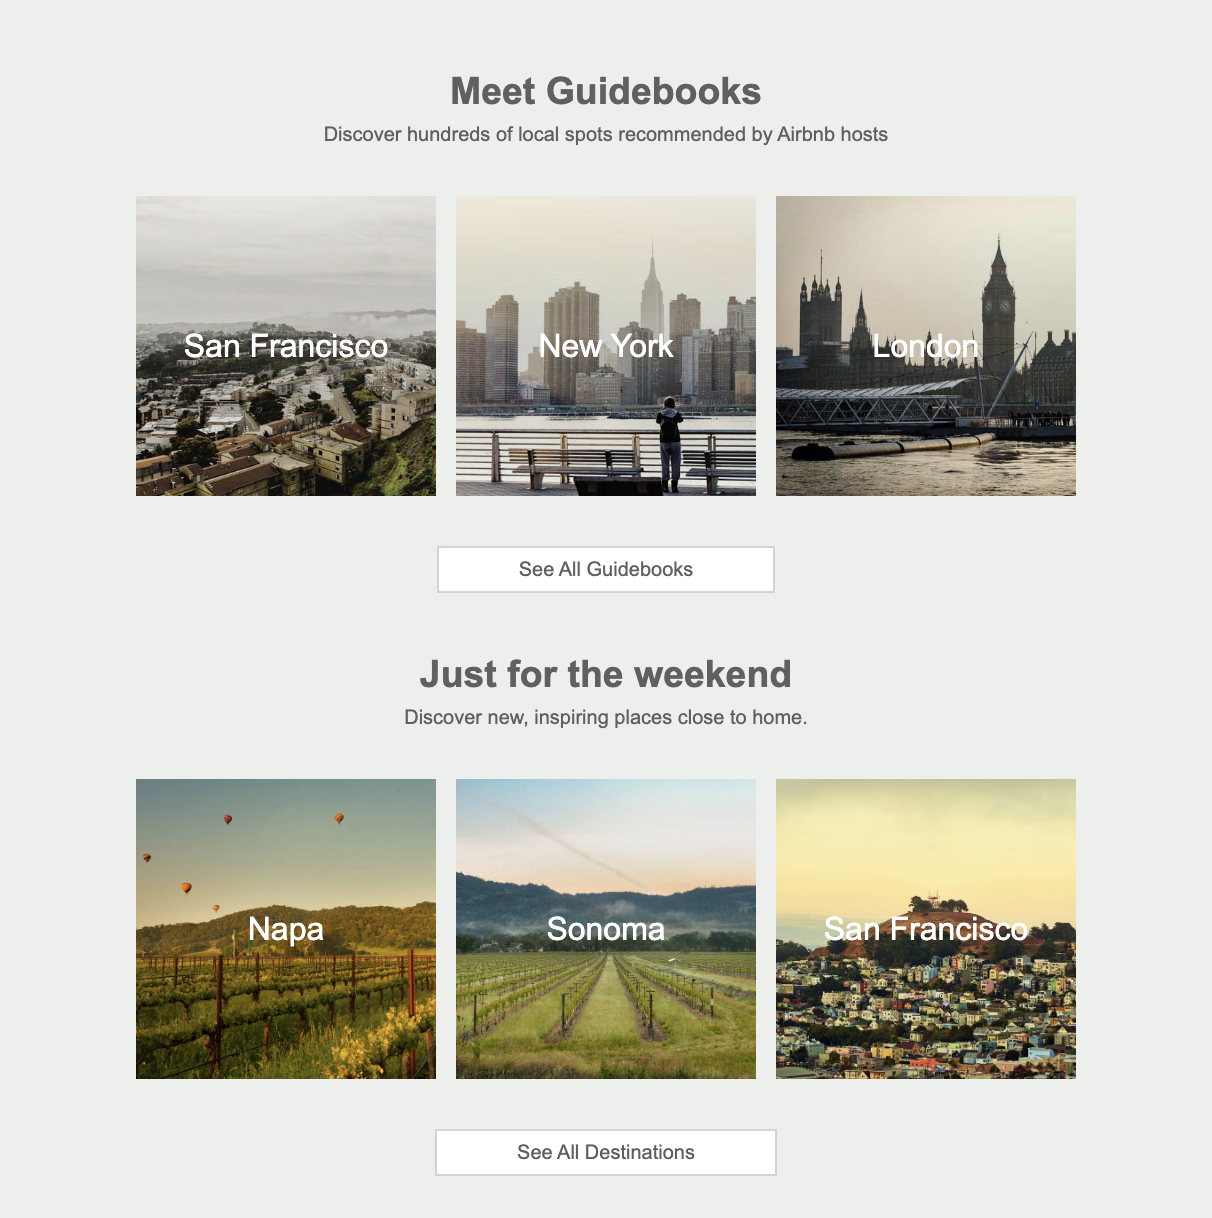 Meet Guidebooks
Discover hundreds of local spots recommended by Airbnb hosts
San Francisco
New York
London
See All Guidebooks
Just for the weekend
Discover new, inspiring places close to home.
Napa
Sonoma
San Francisco
See All Destinations